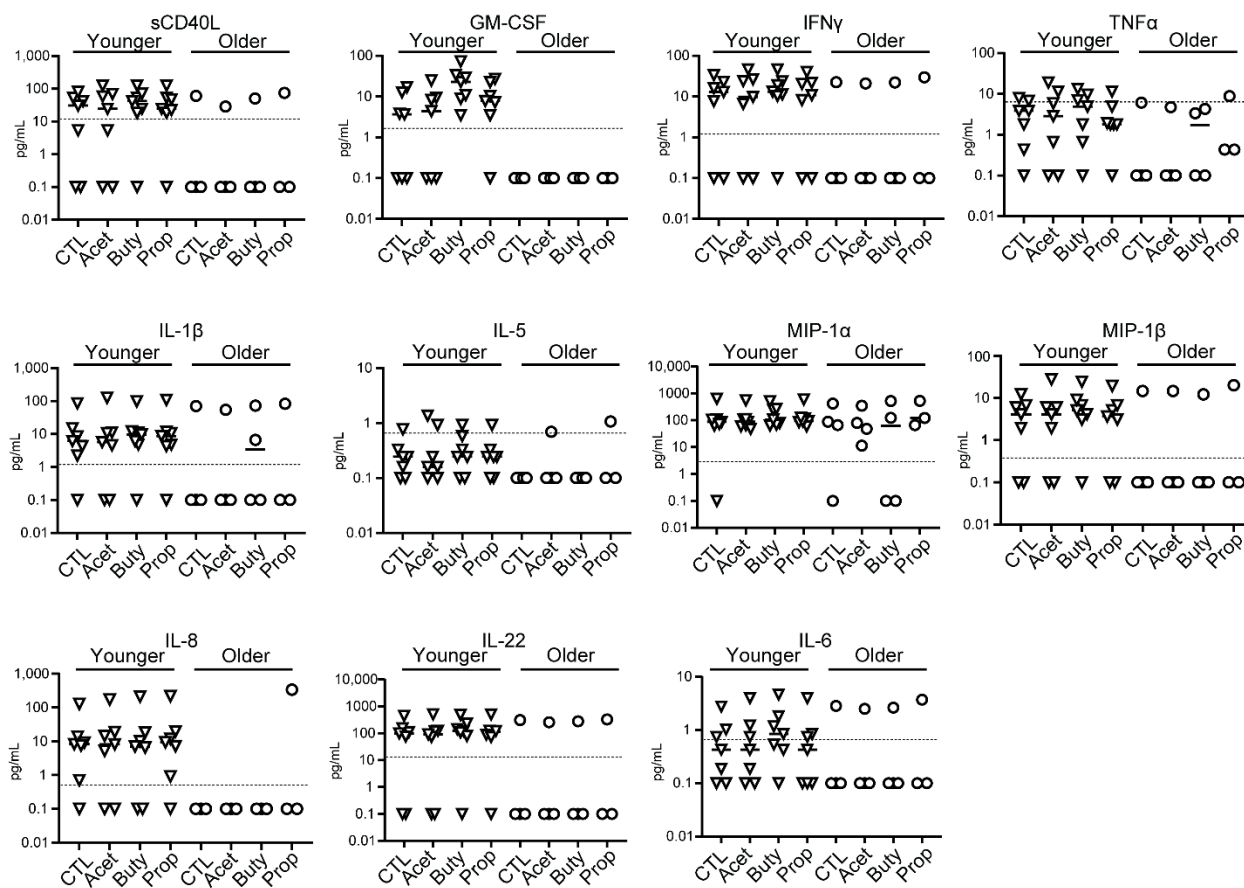 sCD40L
Younger Older
1,000
100
10
1
0.1
0.01
pg/mL
CTL Acet Buty Prop CTL Acet Buty Prop
GM-CSF
Younger Older
100
10
1
0.1
0.01
pg/mL
CTL Acet Buty Prop CTL Acet Buty Prop
IFNγ
Younger Older
100
10
1
0.1
0.01
pg/mL
CTL Acet Buty Prop CTL Acet Buty Prop
TNFα
Younger Older
100
10
1
0.1
0.01
pg/mL
CTL Acet Buty Prop CTL Acet Buty Prop
IL-1β
Younger Older
1,000
100
10
1
0.1
0.01
pg/mL
CTL Acet Buty Prop CTL Acet Buty Prop
IL-5
Younger Older
10
1
0.1
0.01
pg/mL
CTL Acet Buty Prop CTL Acet Buty Prop
MIP-1α
Younger Older
10,000
1000
100
10
1
0.1
0.01
pg/mL
CTL Acet Buty Prop CTL Acet Buty Prop
MIP-1β
Younger Older
100
10
1
0.1
0.01
pg/mL
CTL Acet Buty Prop CTL Acet Buty Prop
IL-8
Younger Older
1,000
100
10
1
0.1
0.01
pg/mL
CTL Acet Buty Prop CTL Acet Buty Prop
IL-22
Younger Older
10,000
1000
100
10
1
0.1
0.01
pg/mL
CTL Acet Buty Prop CTL Acet Buty Prop
IL-6
Younger Older
10
1
0.1
0.01
pg/mL
CTL Acet Buty Prop CTL Acet Buty Prop